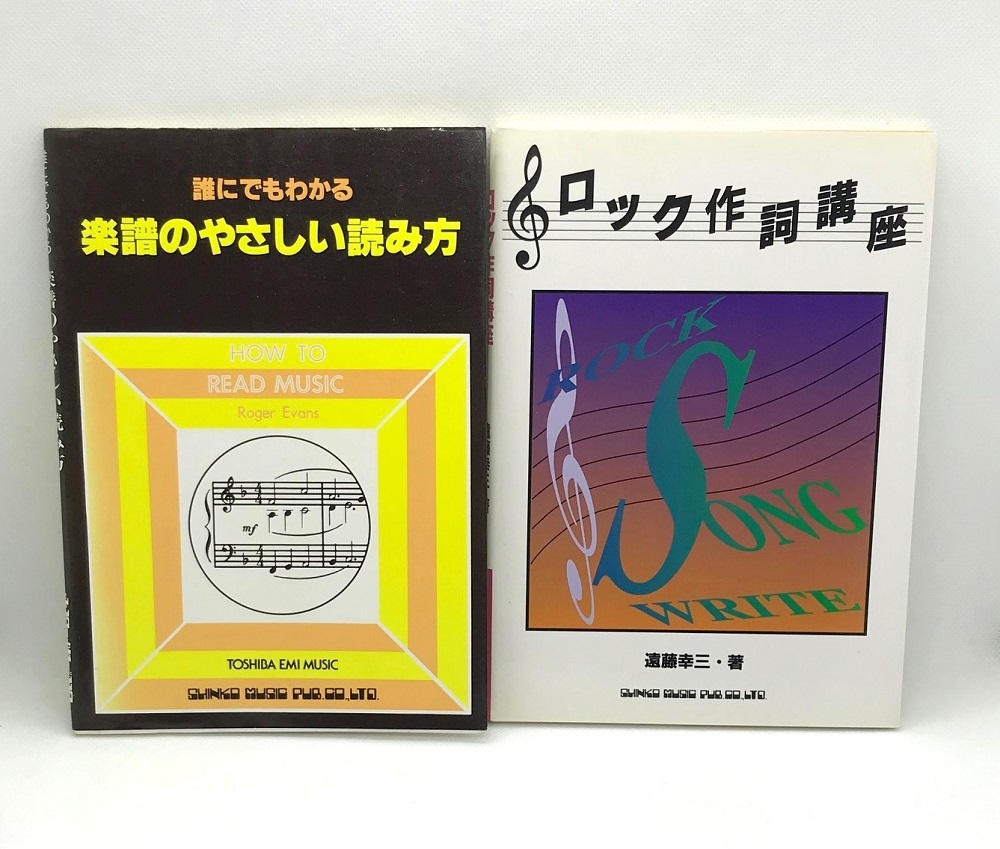 誰にでもわかる
楽譜のやさしい読み方
HOW TO
READ MUSIC
Roger Evans
mf
TOSHIBA EMI MUSIC
SHINKO MUSIC PUB.CO.,LTD.
ロック作詞講座
ROCK
SONG
WRITE
遠藤幸三・著
SHINKO MUSIC PUB.CO.,LTD.